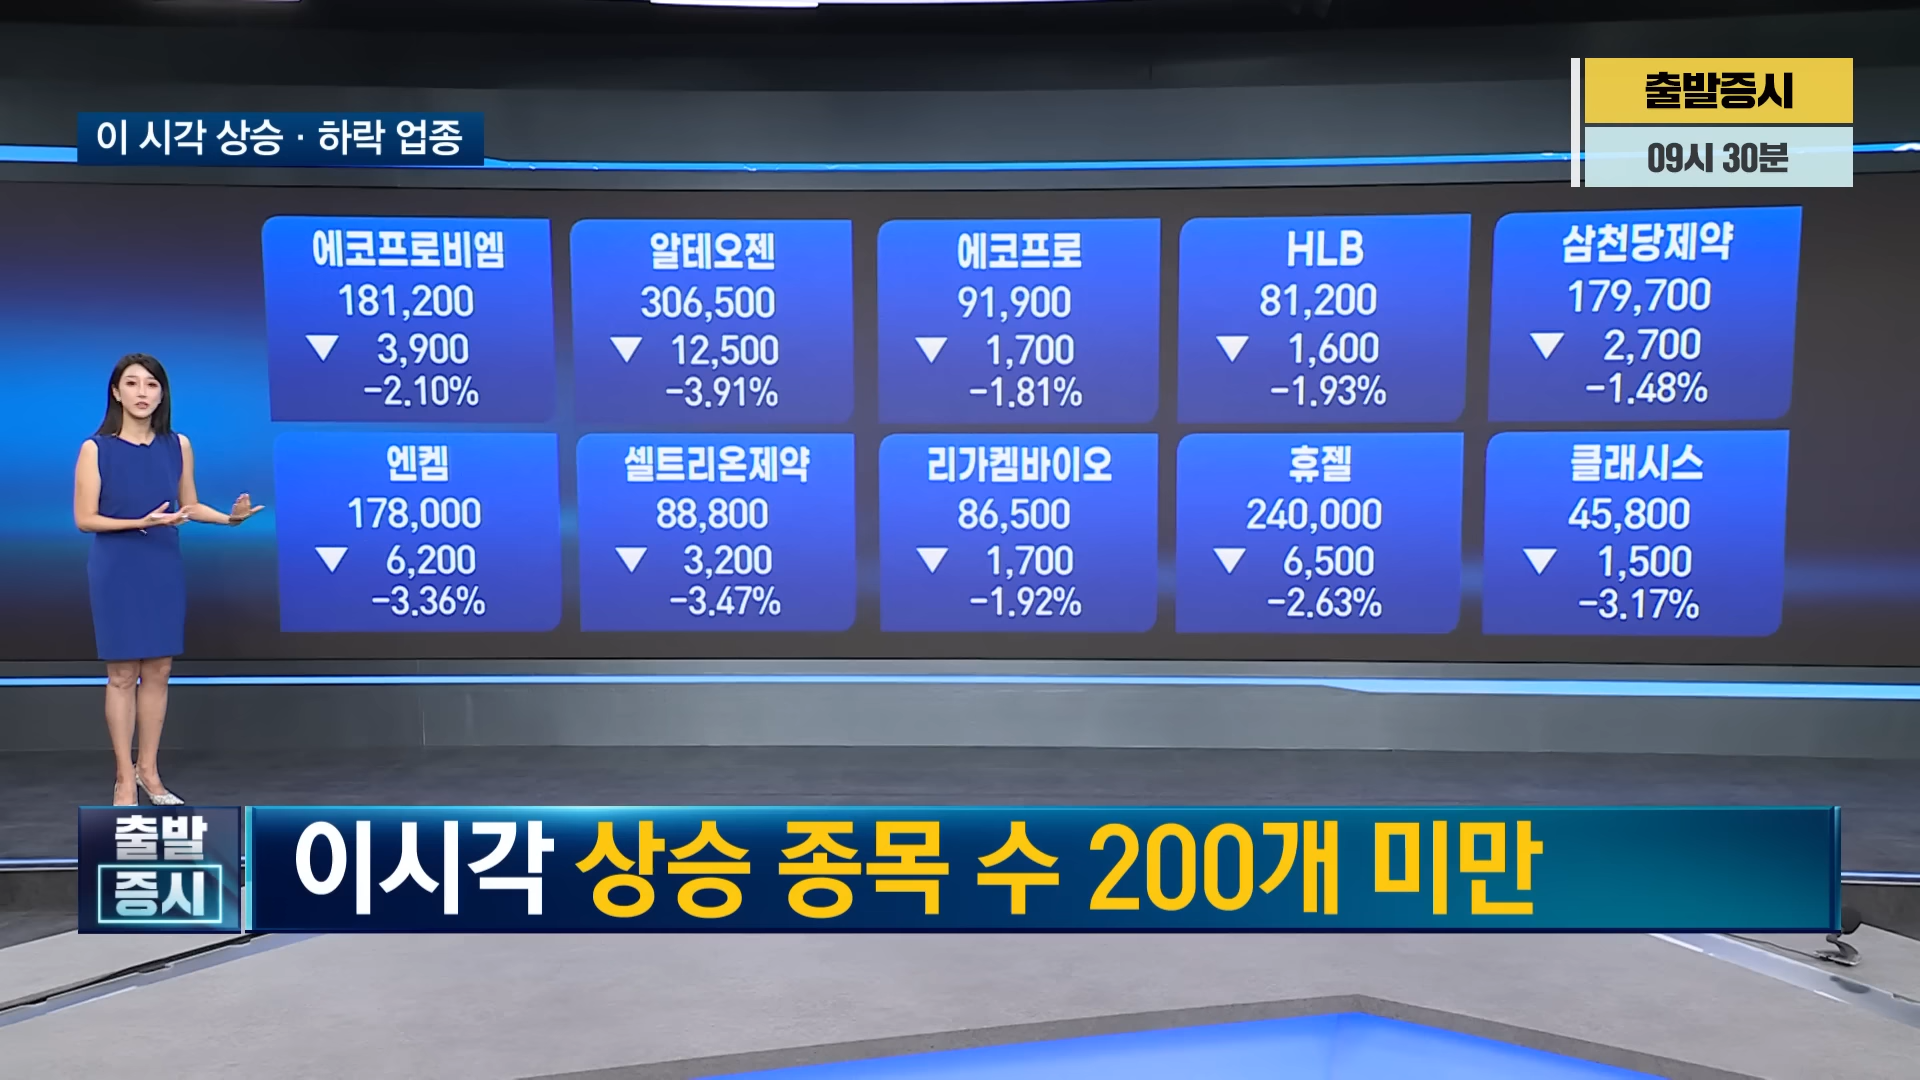 이 시각 상승 · 하락 업종
출발증시
09시 30분
에코프로비엠
181,200
▼ 3,900
-2.10%
알테오젠
306,500
▼ 12,500
-3.91%
에코프로
91,900
▼ 1,700
-1.81%
HLB
81,200
▼ 1,600
-1.93%
삼천당제약
179,700
▼ 2,700
-1.48%
엔켐
178,000
▼ 6,200
-3.36%
셀트리온제약
88,800
▼ 3,200
-3.47%
리가켐바이오
86,500
▼ 1,700
-1.92%
휴젤
240,000
▼ 6,500
-2.63%
클래시스
45,800
▼ 1,500
-3.17%
출발
증시
이시각 상승 종목 수 200개 미만